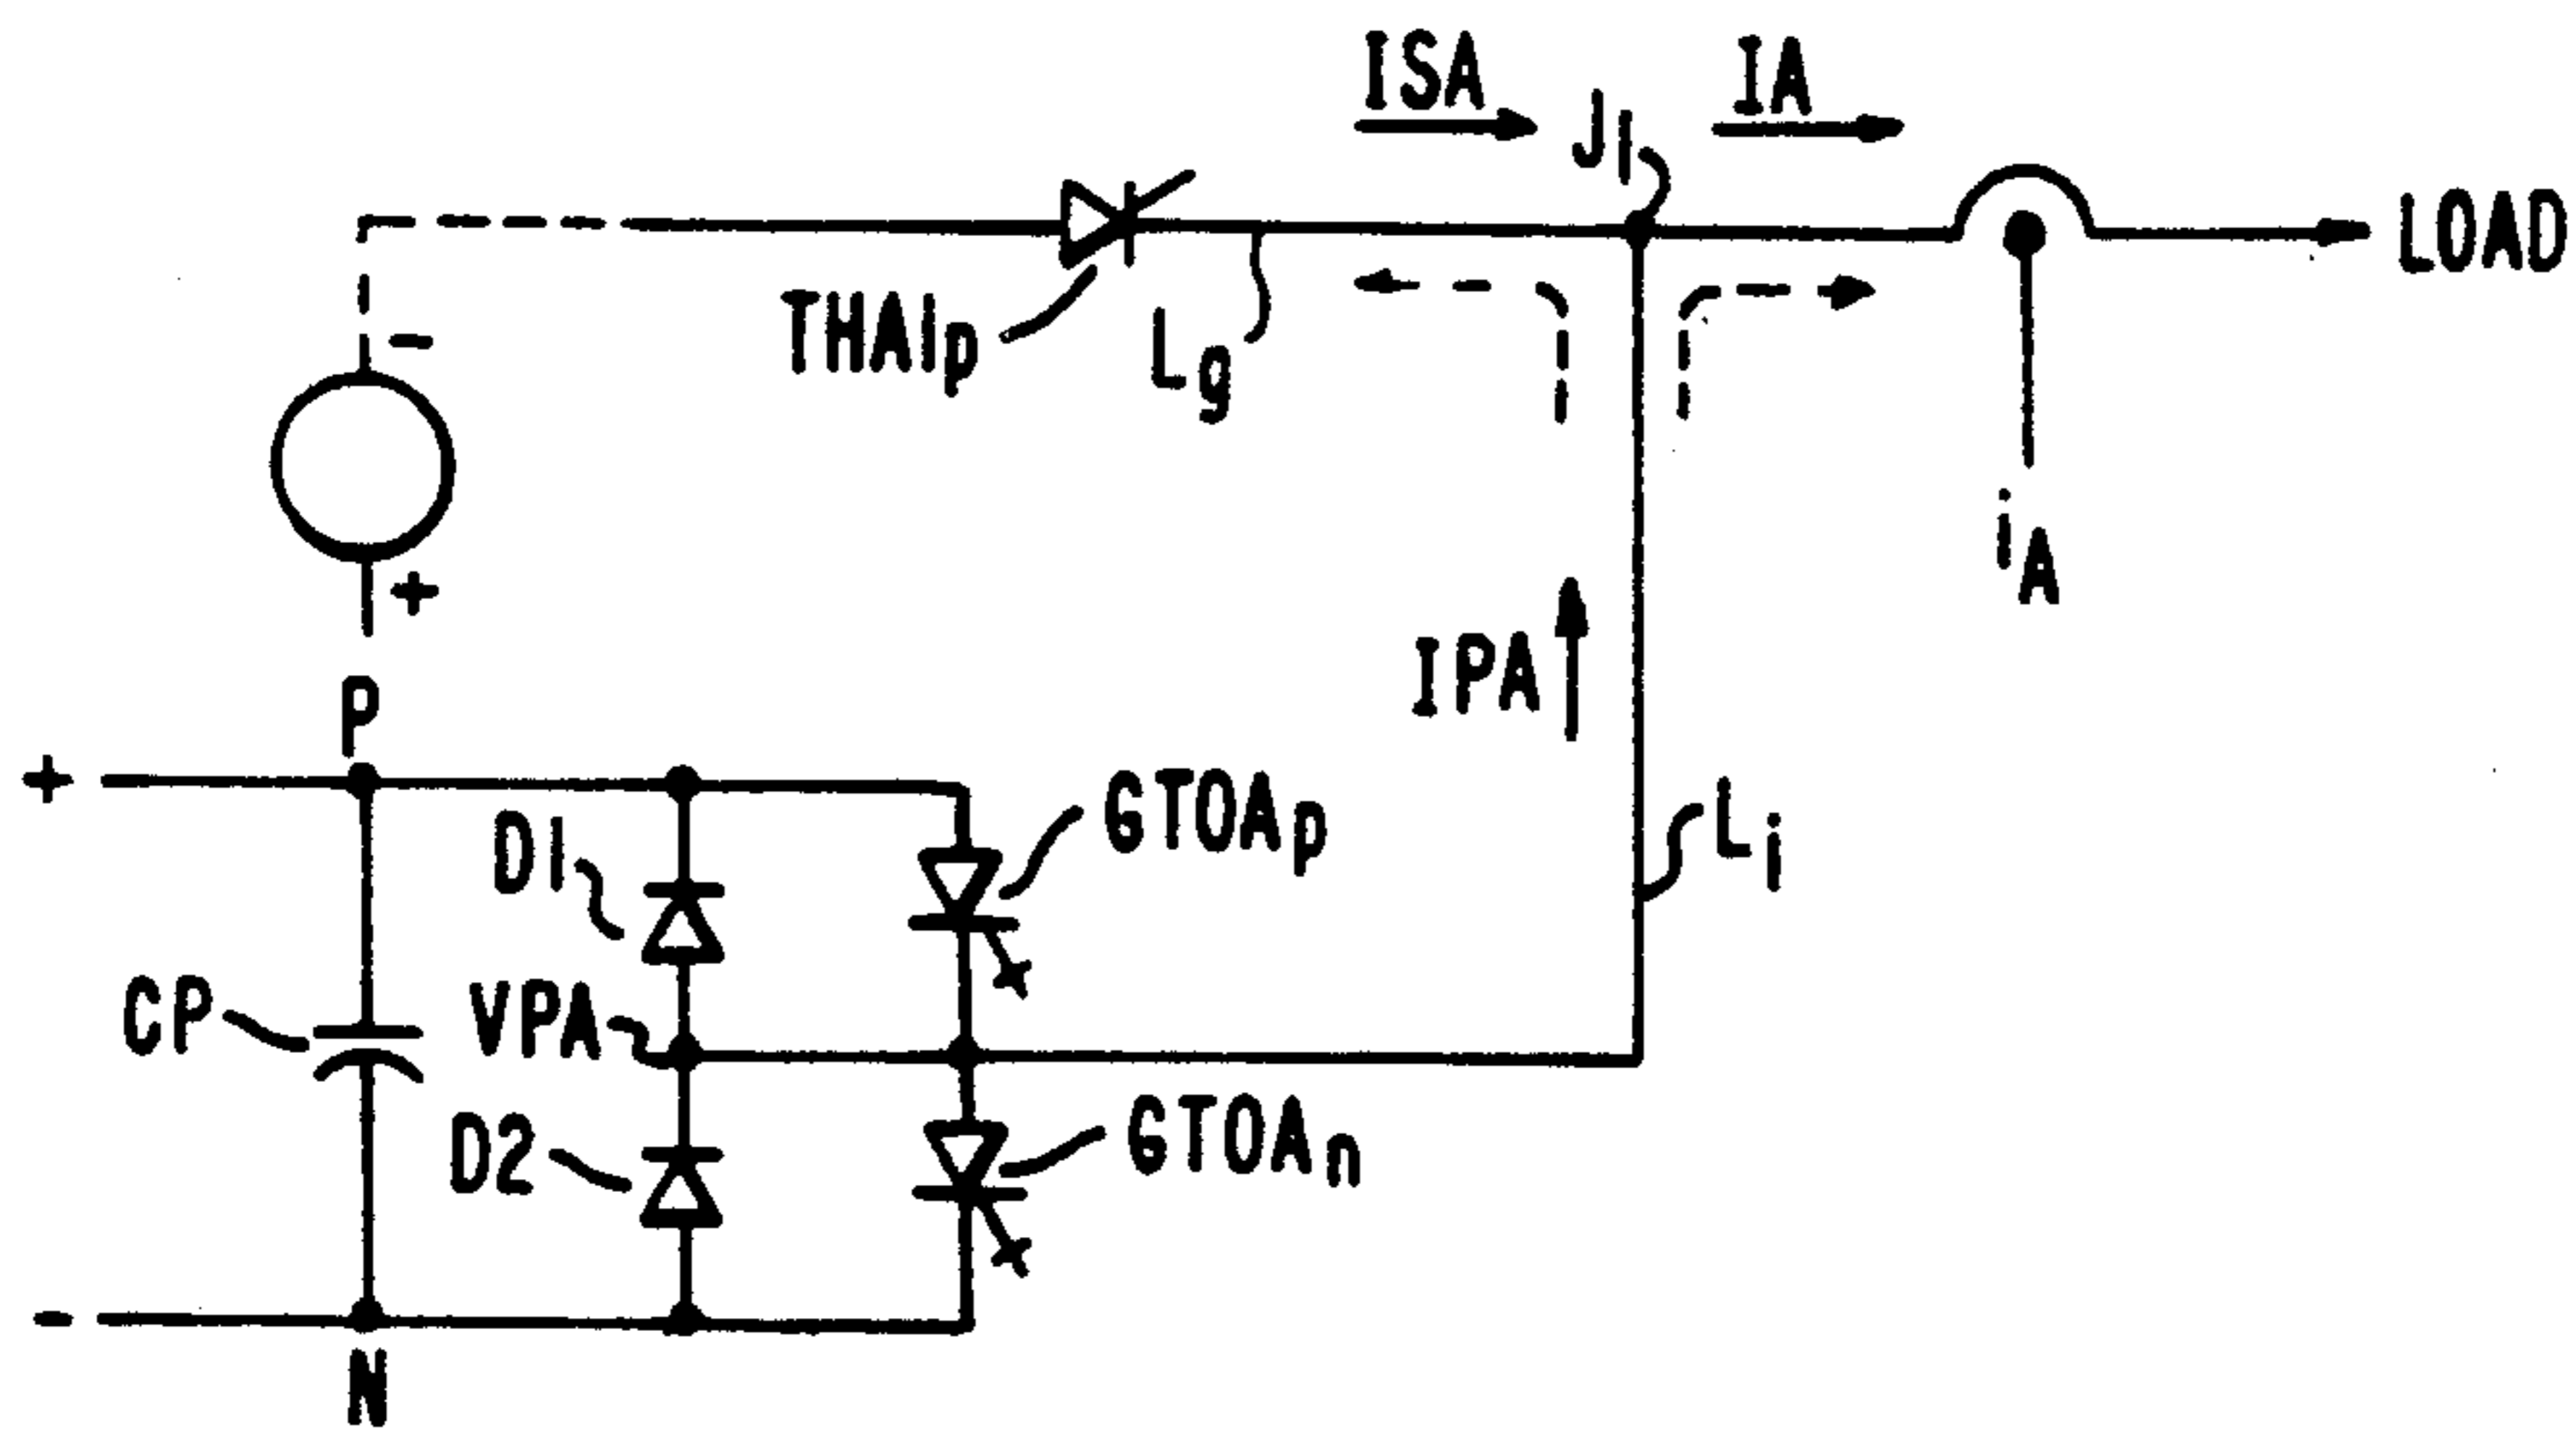 ISA
IA
J1
LOAD
THA1p
Lg
-
+
iA
IPA
P
+
D1
GTOAp
Li
CP
VPA
D2
GTOAn
-
N